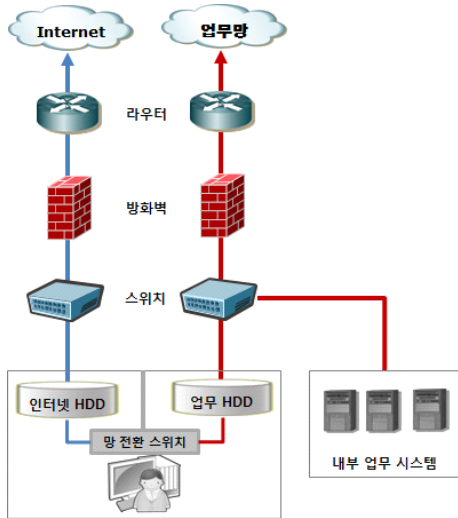 Internet
업무망
라우터
방화벽
스위치
인터넷 HDD
업무 HDD
망 전환 스위치
내부 업무 시스템